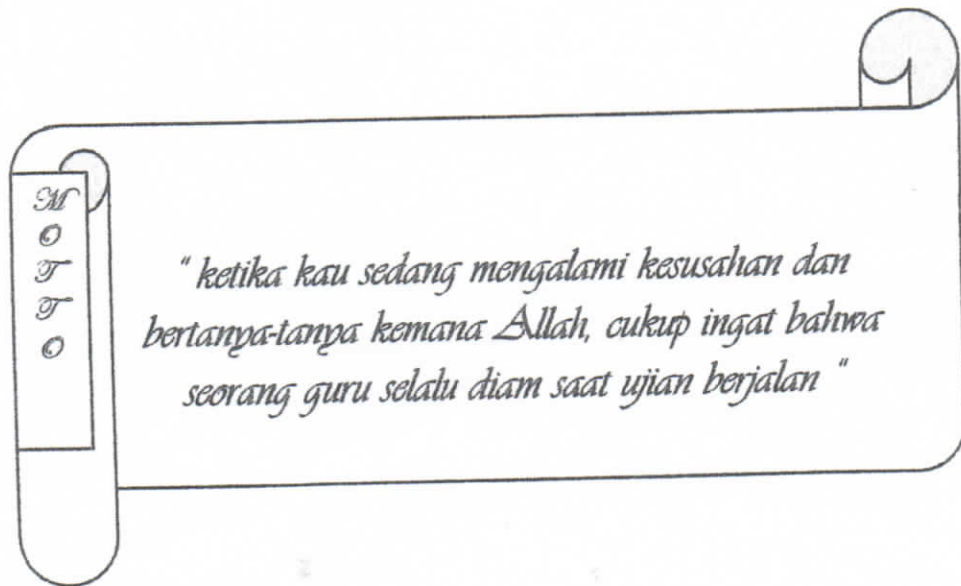 M
O
T
T
O
" ketika kau sedang mengalami kesusahan dan
bertanya-tanya kemana Allah, cukup ingat bahwa
seorang guru selalu diam saat ujian berjalan "